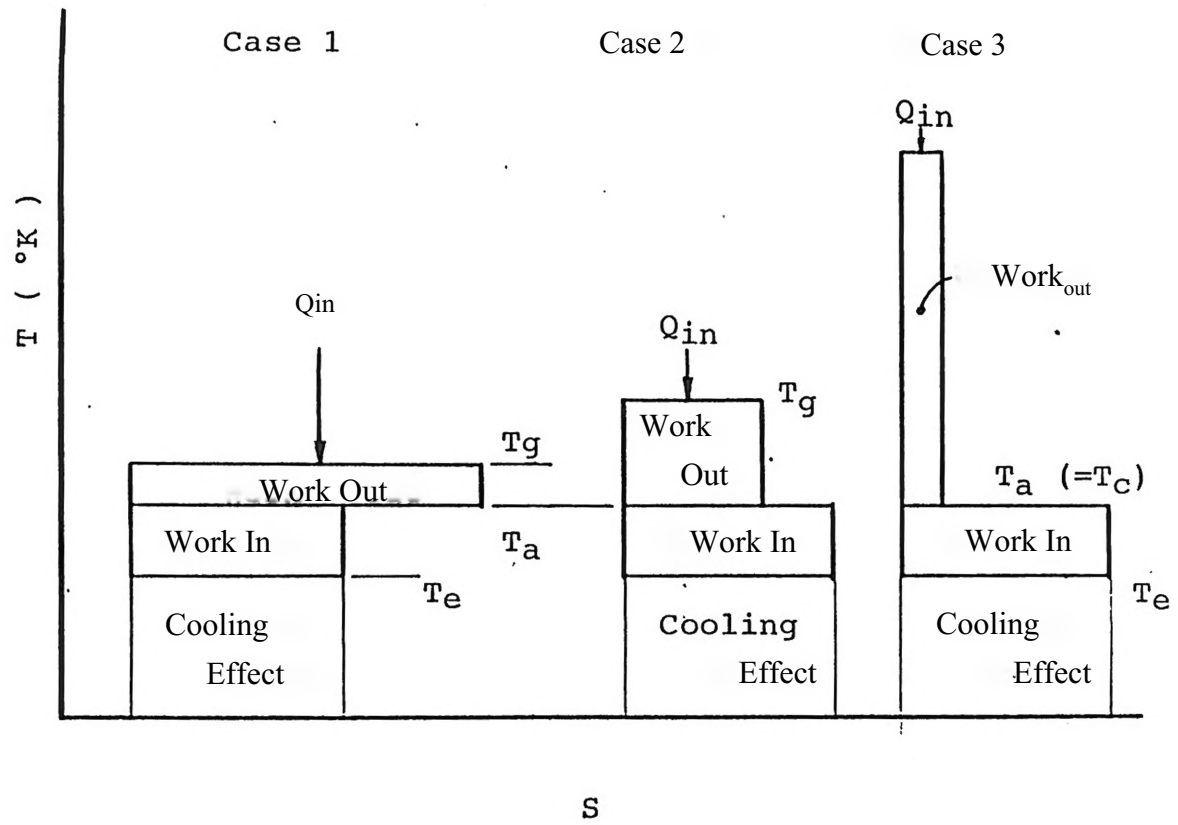 Case 1
Case 2
Case 3
T ( °K )
Qin
Qin
Qin
Work_out
Tg
Tg
Work
Out
Work Out
Ta (=Tc)
Work In
Ta
Work In
Work In
Te
Te
Cooling
Effect
Cooling
Effect
Cooling
Effect
S